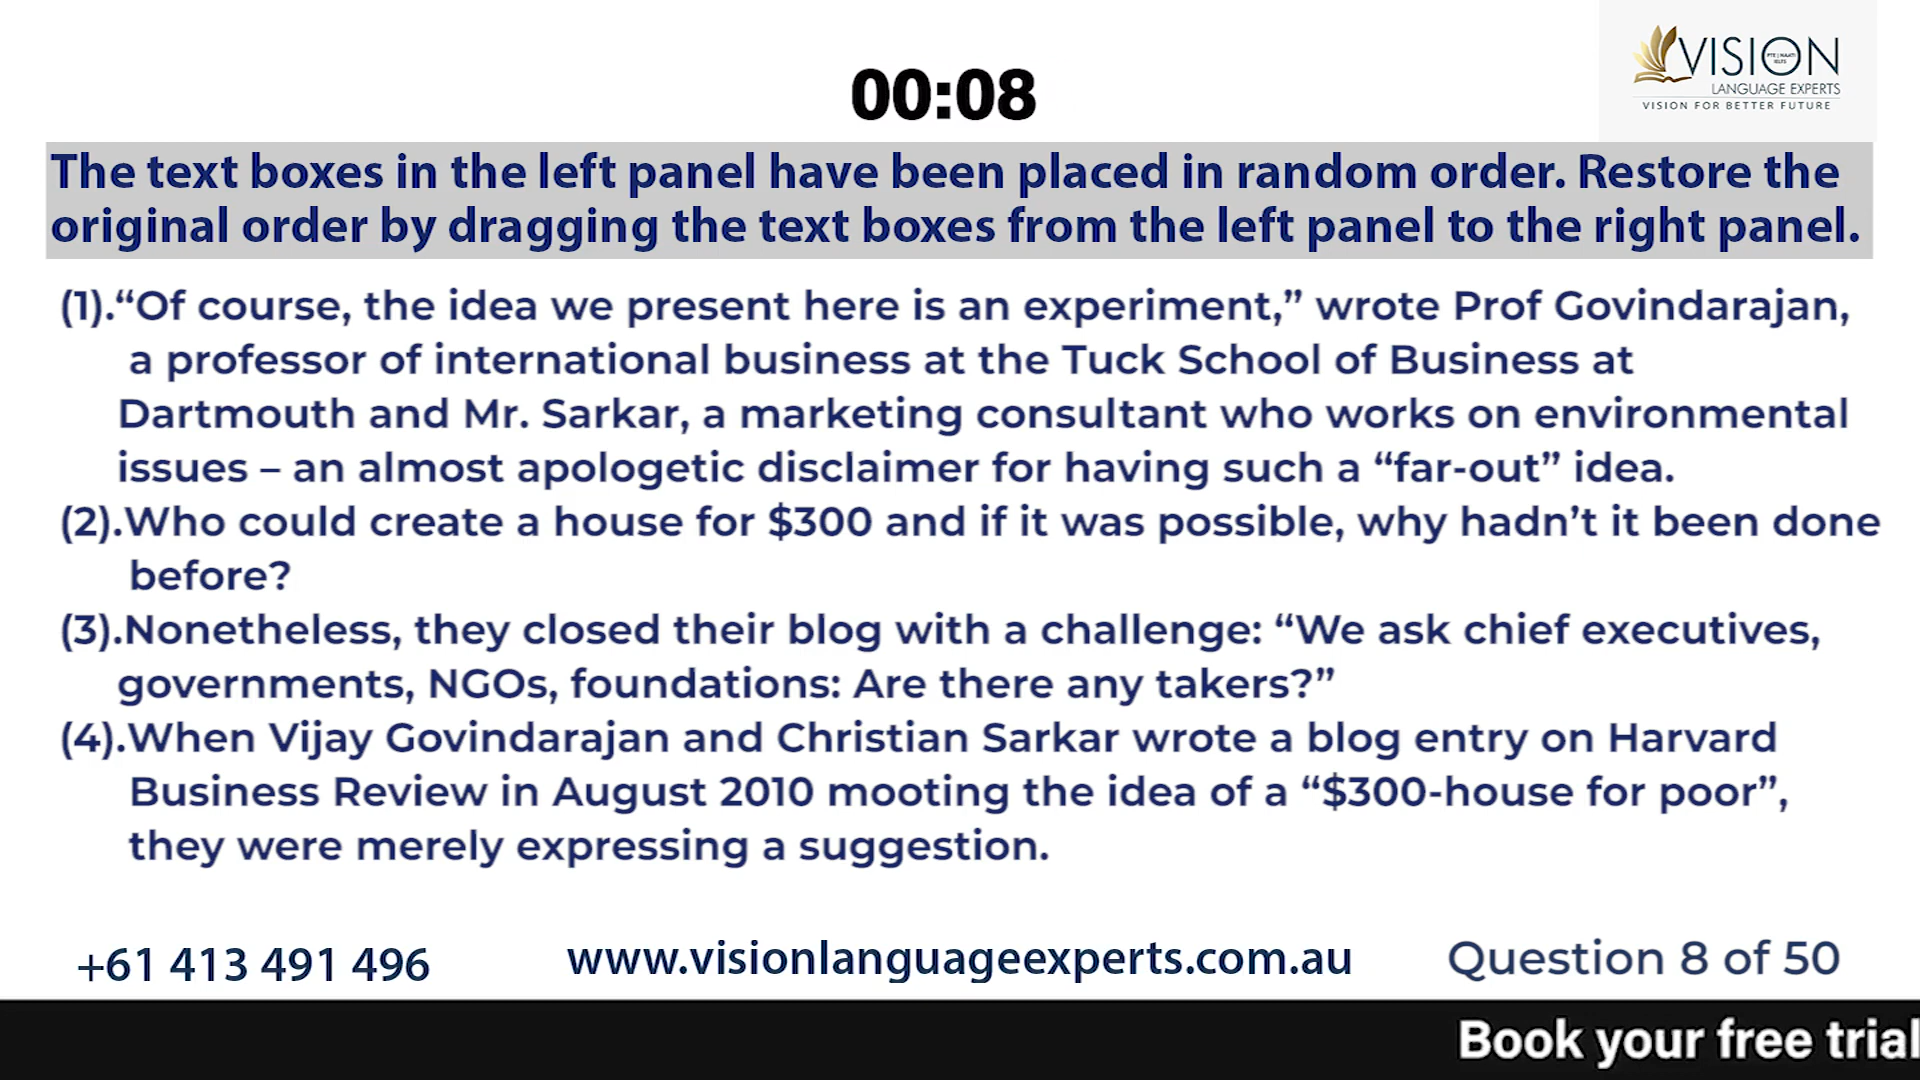 VISION
PTE | NAATI
IELTS
LANGUAGE EXPERTS
VISION FOR BETTER FUTURE
00:08
The text boxes in the left panel have been placed in random order. Restore the
original order by dragging the text boxes from the left panel to the right panel.
(1).“Of course, the idea we present here is an experiment,” wrote Prof Govindarajan,
a professor of international business at the Tuck School of Business at
Dartmouth and Mr. Sarkar, a marketing consultant who works on environmental
issues – an almost apologetic disclaimer for having such a “far-out” idea.
(2).Who could create a house for $300 and if it was possible, why hadn’t it been done
before?
(3).Nonetheless, they closed their blog with a challenge: “We ask chief executives,
governments, NGOs, foundations: Are there any takers?”
(4).When Vijay Govindarajan and Christian Sarkar wrote a blog entry on Harvard
Business Review in August 2010 mooting the idea of a “$300-house for poor”,
they were merely expressing a suggestion.
+61 413 491 496
www.visionlanguageexperts.com.au
Question 8 of 50
Book your free trial